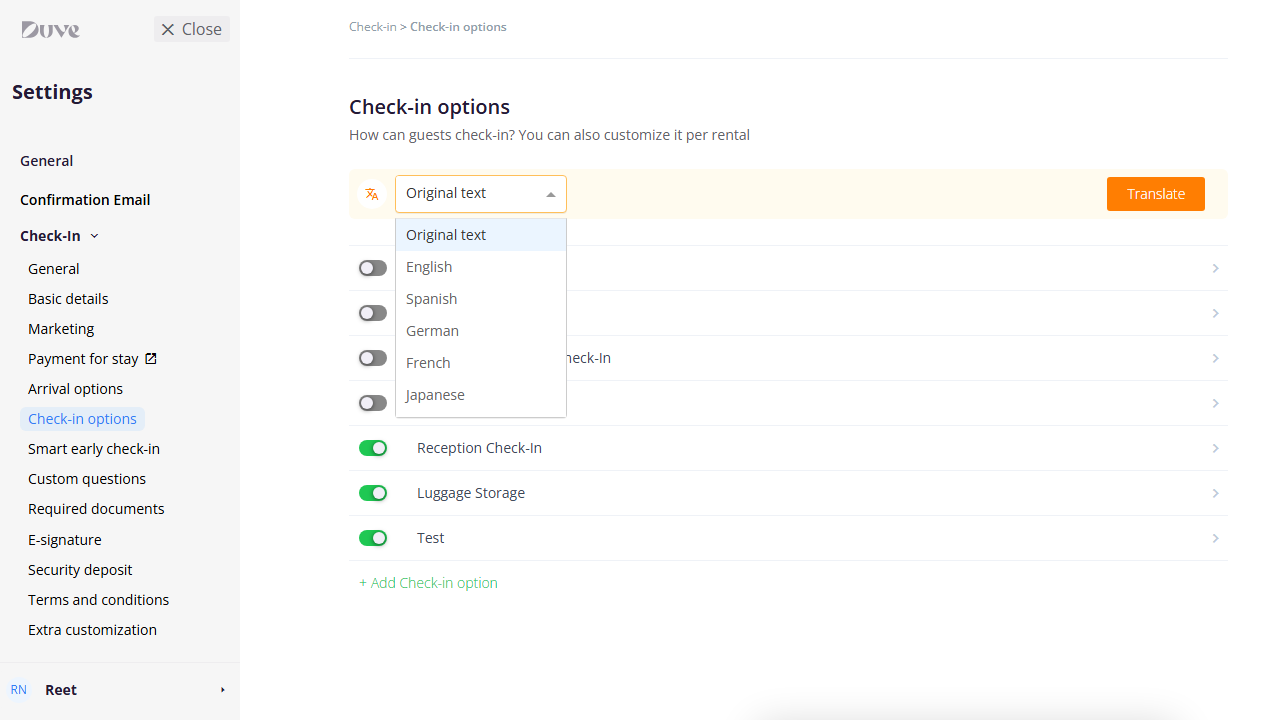 Duve
Close
Settings
General
Confirmation Email
Check-In
General
Basic details
Marketing
Payment for stay
Arrival options
Check-in options
Smart early check-in
Custom questions
Required documents
E-signature
Security deposit
Terms and conditions
Extra customization
RN Reet
Check-in > Check-in options
Check-in options
How can guests check-in? You can also customize it per rental
Original text
Translate
Original text
English
Spanish
German
French
Japanese
Reception Check-In
Luggage Storage
Test
+ Add Check-in option